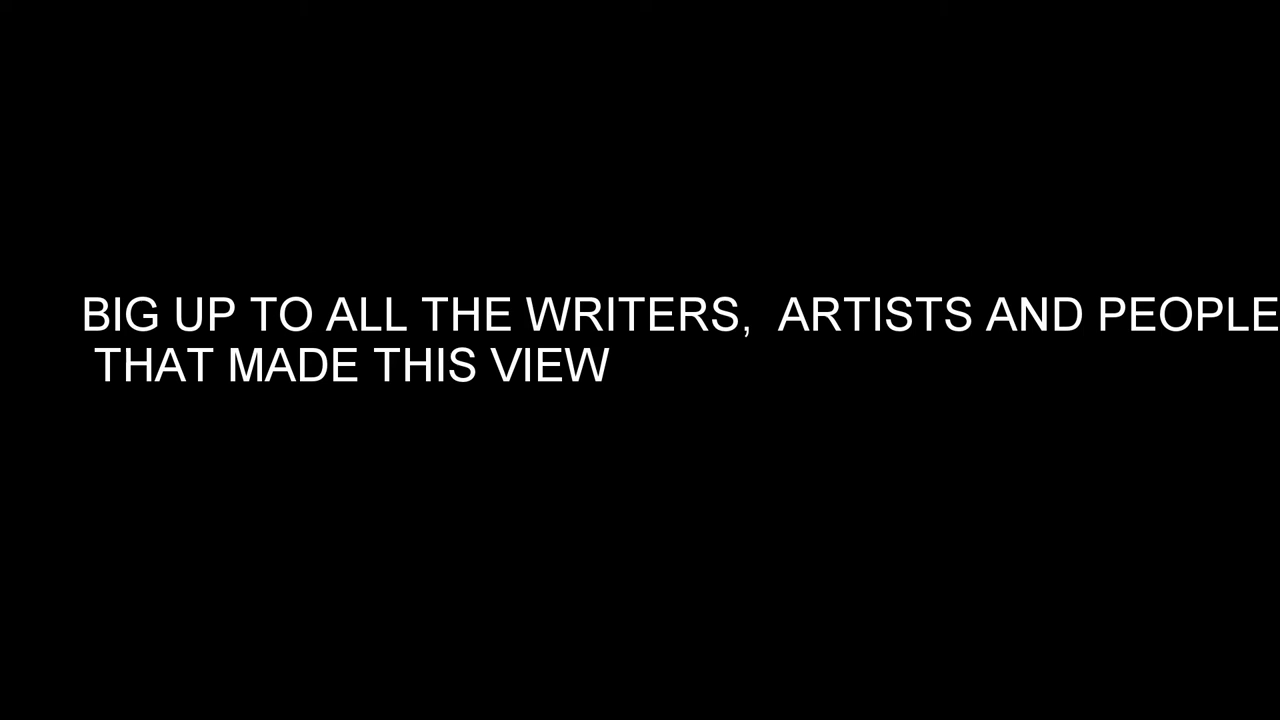 BIG UP TO ALL THE WRITERS,  ARTISTS AND PEOPLE
THAT MADE THIS VIEW